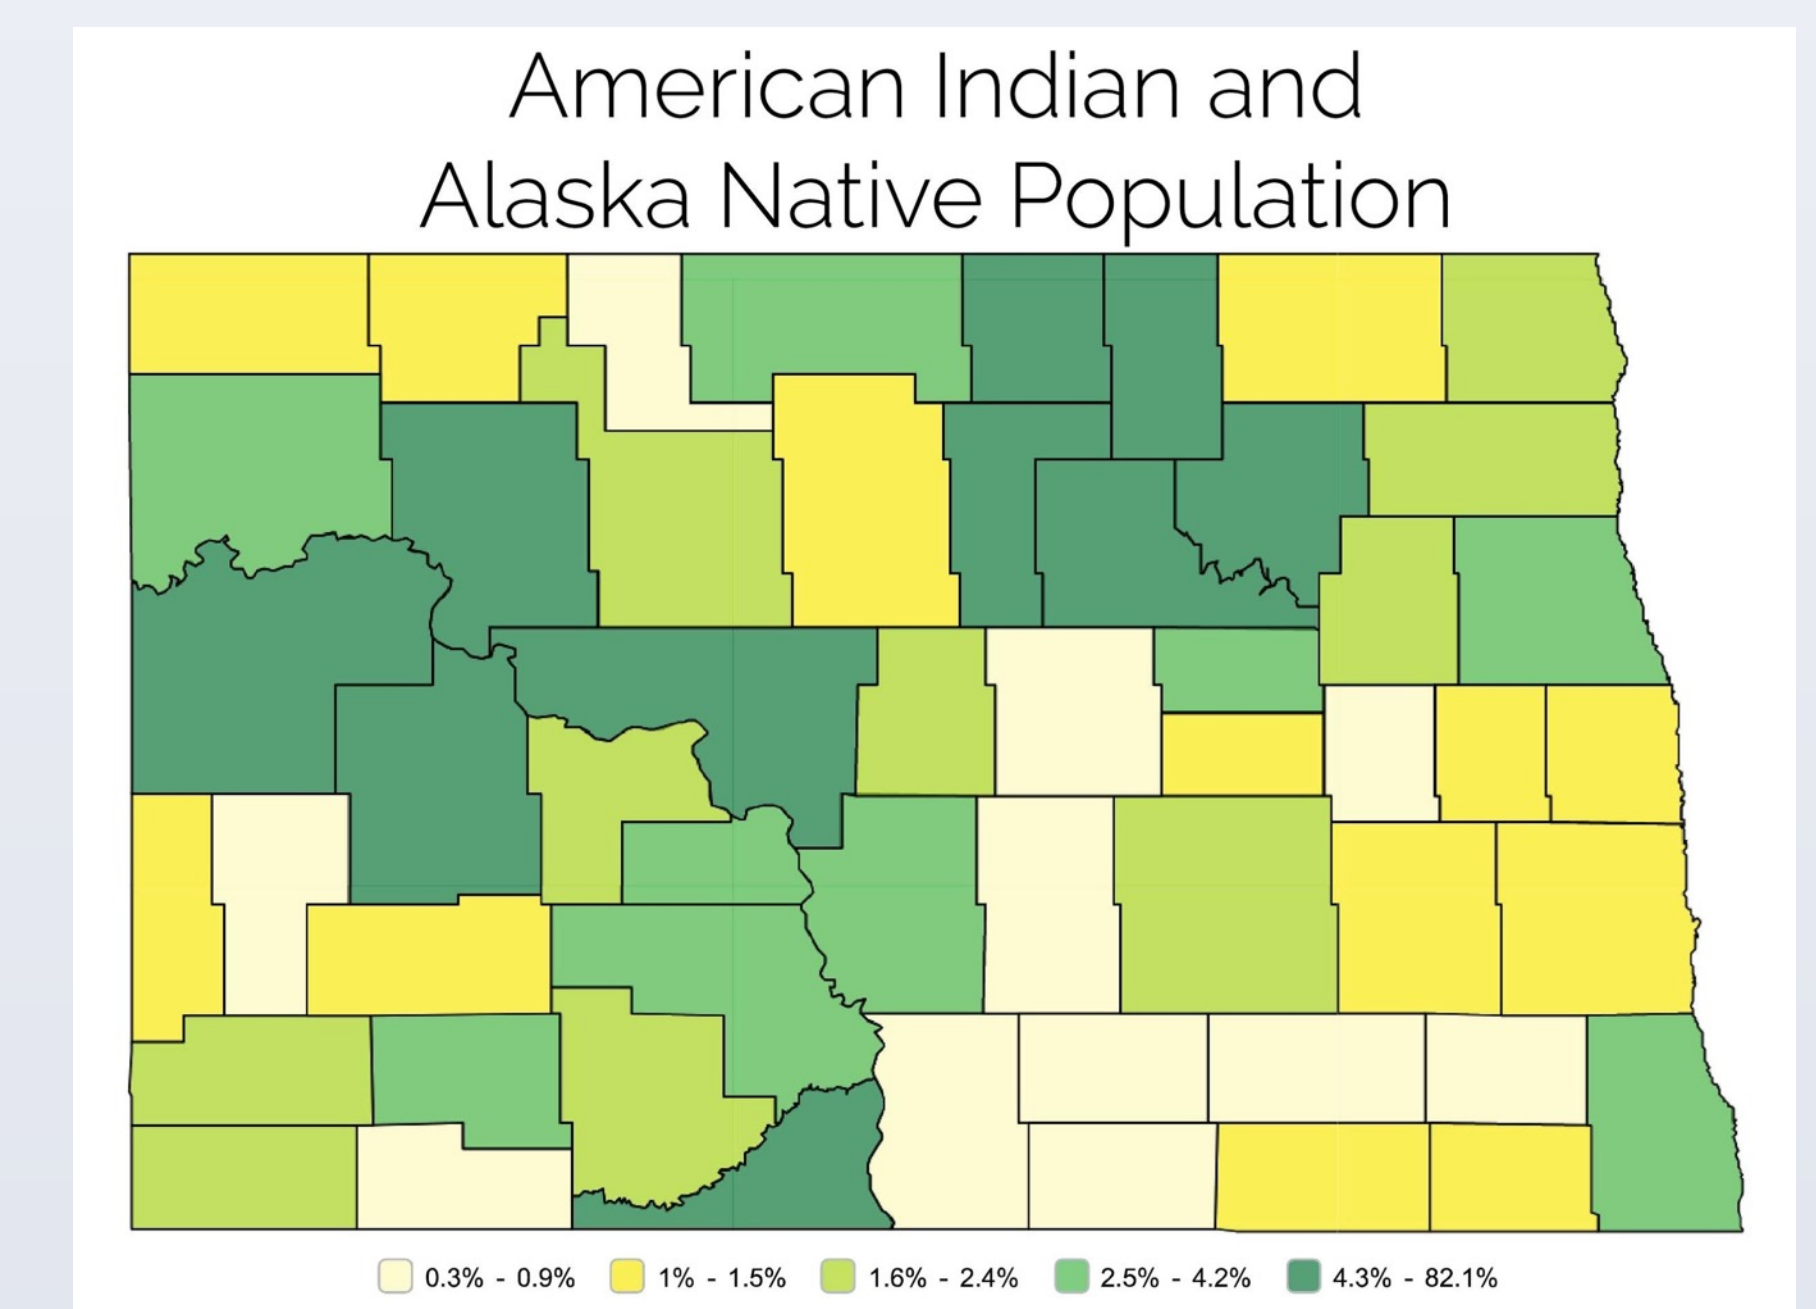 American Indian and
Alaska Native Population
0.3% - 0.9% 1% - 1.5% 1.6% - 2.4% 2.5% - 4.2% 4.3% - 82.1%